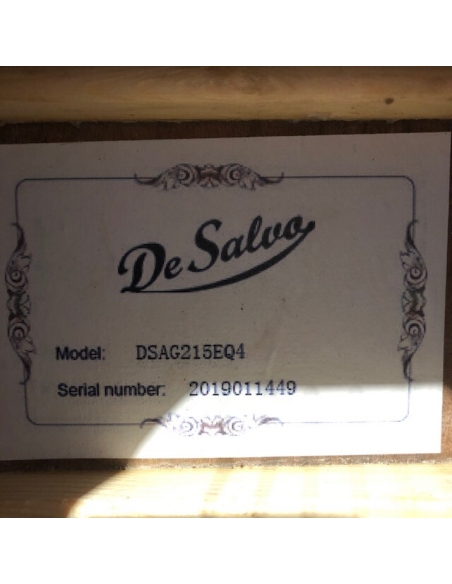 De Salvo
Model: DSAG215EQ4
Serial number: 2019011449